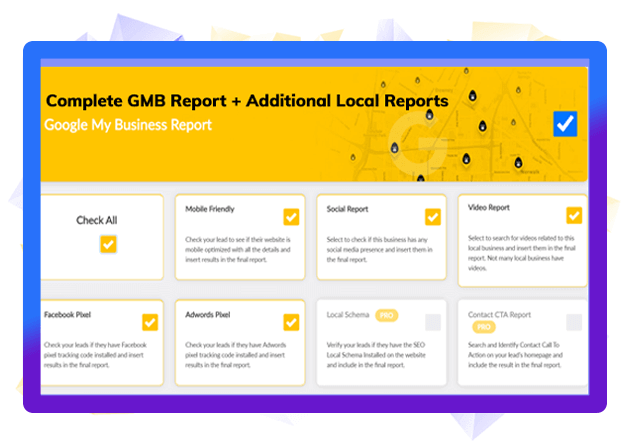 Complete GMB Report + Additional Local Reports
Google My Business Report
G
Check All
Mobile Friendly
Check your lead to see if their website is
mobile optimized with all the details and
insert results in the final report.
Social Report
Select to check if this business has any
social media presence and insert them in
the final report.
Video Report
Select to search for videos related to this
local business and insert them in the final
report. Not many local business have
videos.
Facebook Pixel
Check your leads if they have Facebook
pixel tracking code installed and insert
results in the final report.
Adwords Pixel
Check your leads if they have Adwords
pixel tracking code installed and insert
results in the final report.
Local Schema PRO
Verify your leads if they have the SEO
Local Schema Installed on the website
and include in the final report.
Contact CTA Report
PRO
Search and Identify Contact Call To
Action on your lead's homepage and
include the result in the final report.